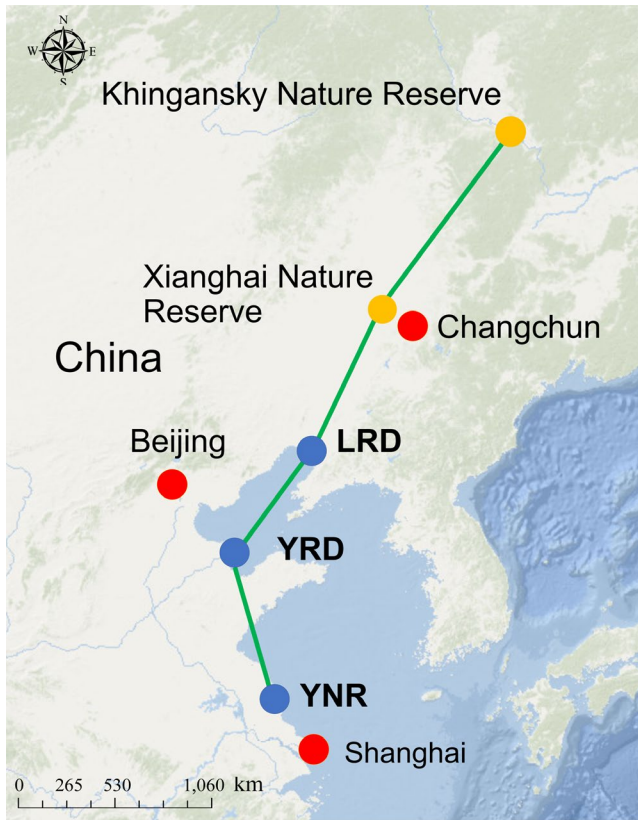 N
W E
S
Khingansky Nature Reserve
Xianghai Nature
Reserve
Changchun
China
Beijing
LRD
YRD
YNR
Shanghai
0 265 530 1,060 km